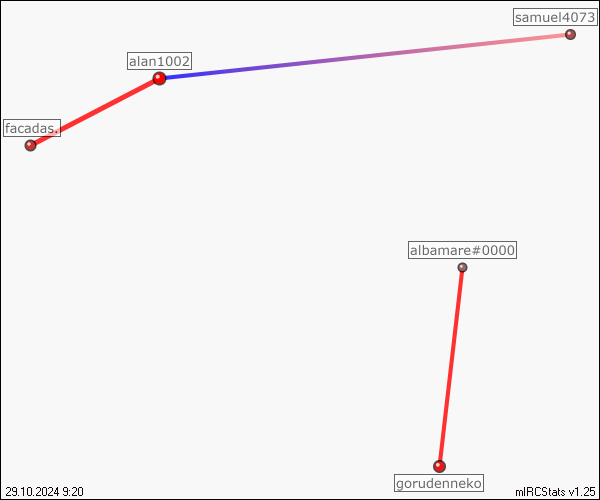 samuel4073
alan1002
facadas.
albamare#0000
gorudenneko
29.10.2024 9:20
mIRCStats v1.25